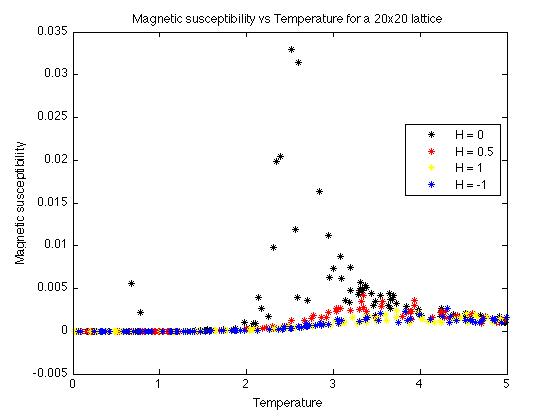 Magnetic susceptibility vs Temperature for a 20x20 lattice
0.035
0.03
0.025
0.02
0.015
0.01
0.005
0
-0.005
Magnetic susceptibility
H = 0
H = 0.5
H = 1
H = -1
0
1
2
3
4
5
Temperature